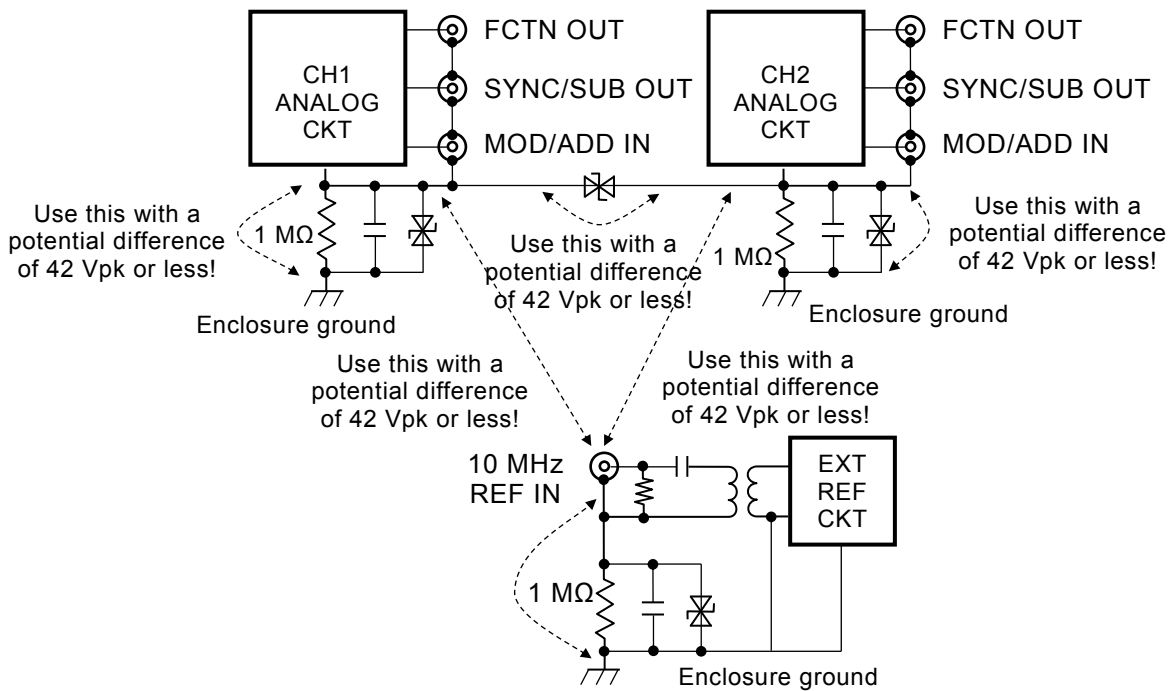 CH1
ANALOG
CKT
FCTN OUT
SYNC/SUB OUT
MOD/ADD IN
CH2
ANALOG
CKT
FCTN OUT
SYNC/SUB OUT
MOD/ADD IN
Use this with a
potential difference
of 42 Vpk or less!
1 MΩ
Enclosure ground
Use this with a
potential difference
of 42 Vpk or less!
1 MΩ
Enclosure ground
Use this with a
potential difference
of 42 Vpk or less!
Use this with a
potential difference
of 42 Vpk or less!
Use this with a
potential difference
of 42 Vpk or less!
10 MHz
REF IN
EXT
REF
CKT
1 MΩ
Enclosure ground